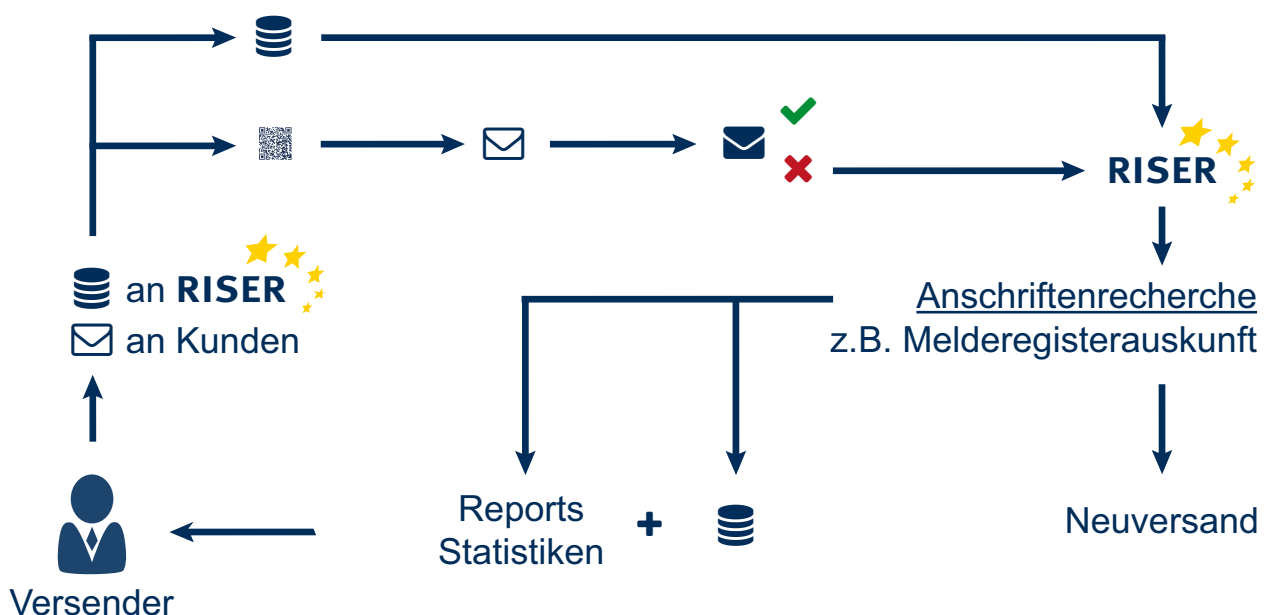 RISER
an RISER
an Kunden
Anschriftenrecherche
z.B. Melderegisterauskunft
Reports
Statistiken
Neuversand
Versender